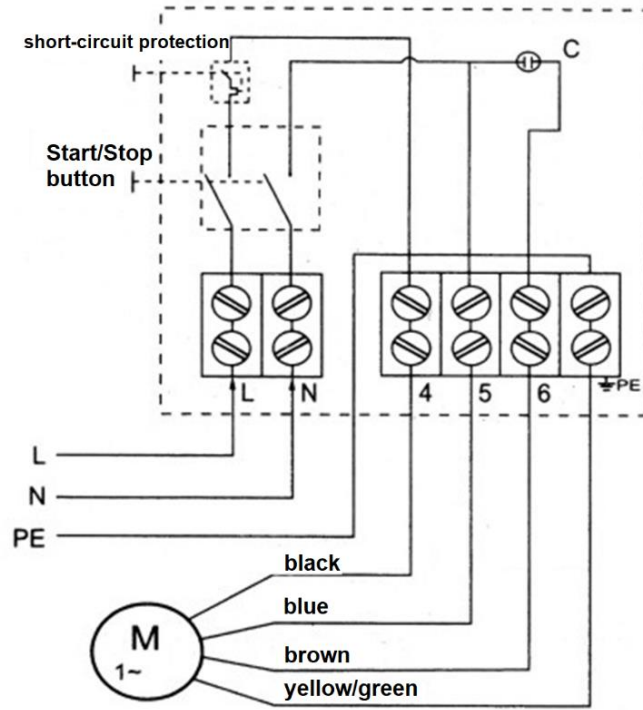 short-circuit protection
C
Start/Stop
button
L N 4 5 6 PE
L
N
PE
black
blue
brown
yellow/green
M
1~